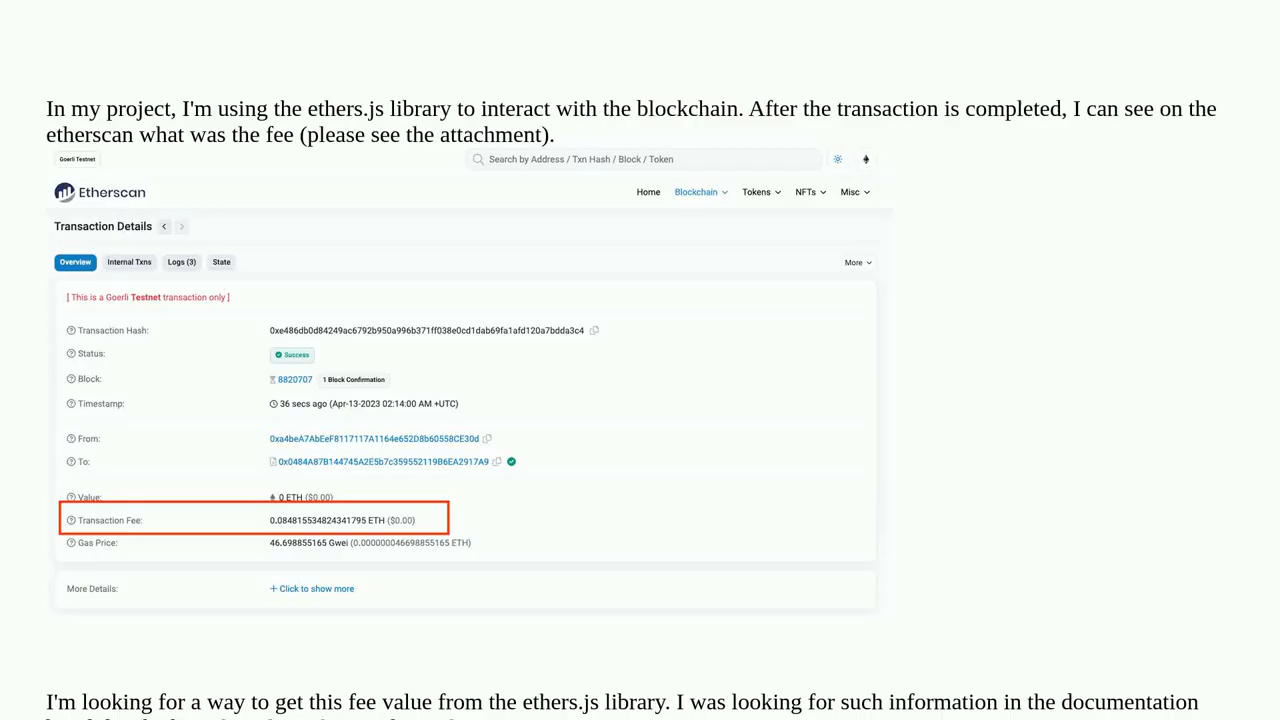 In my project, I'm using the ethers.js library to interact with the blockchain. After the transaction is completed, I can see on the
etherscan what was the fee (please see the attachment).
Goerli Testnet
Search by Address / Txn Hash / Block / Token
Etherscan
Home Blockchain Tokens NFTs Misc
Transaction Details
Overview Internal Txns Logs (3) State
More
[ This is a Goerli Testnet transaction only ]
Transaction Hash: 0xe486db0d84249ac6792b950a996b371ff038e0cd1dab69fa1afd120a7bdda3c4
Status: Success
Block: 8820707 1 Block Confirmation
Timestamp: 36 secs ago (Apr-13-2023 02:14:00 AM +UTC)
From: 0xa4beA7AbEeF8117117A1164e652D8b60558CE30d
To: 0x0484A87B144745A2E5b7c359552119B6EA2917A9
Value: 0 ETH ($0.00)
Transaction Fee: 0.084815534824341795 ETH ($0.00)
Gas Price: 46.698855165 Gwei (0.000000046698855165 ETH)
More Details: + Click to show more
I'm looking for a way to get this fee value from the ethers.js library. I was looking for such information in the documentation